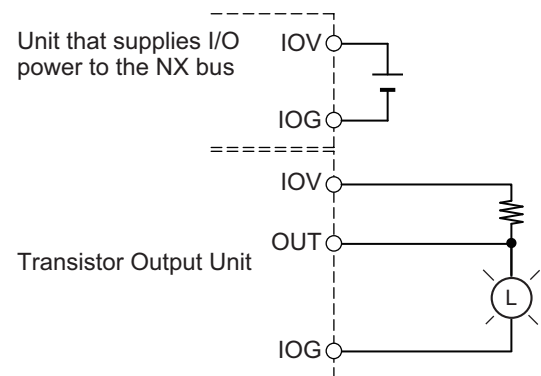 Unit that supplies I/O
power to the NX bus
IOV
IOG
IOV
OUT
Transistor Output Unit
L
IOG